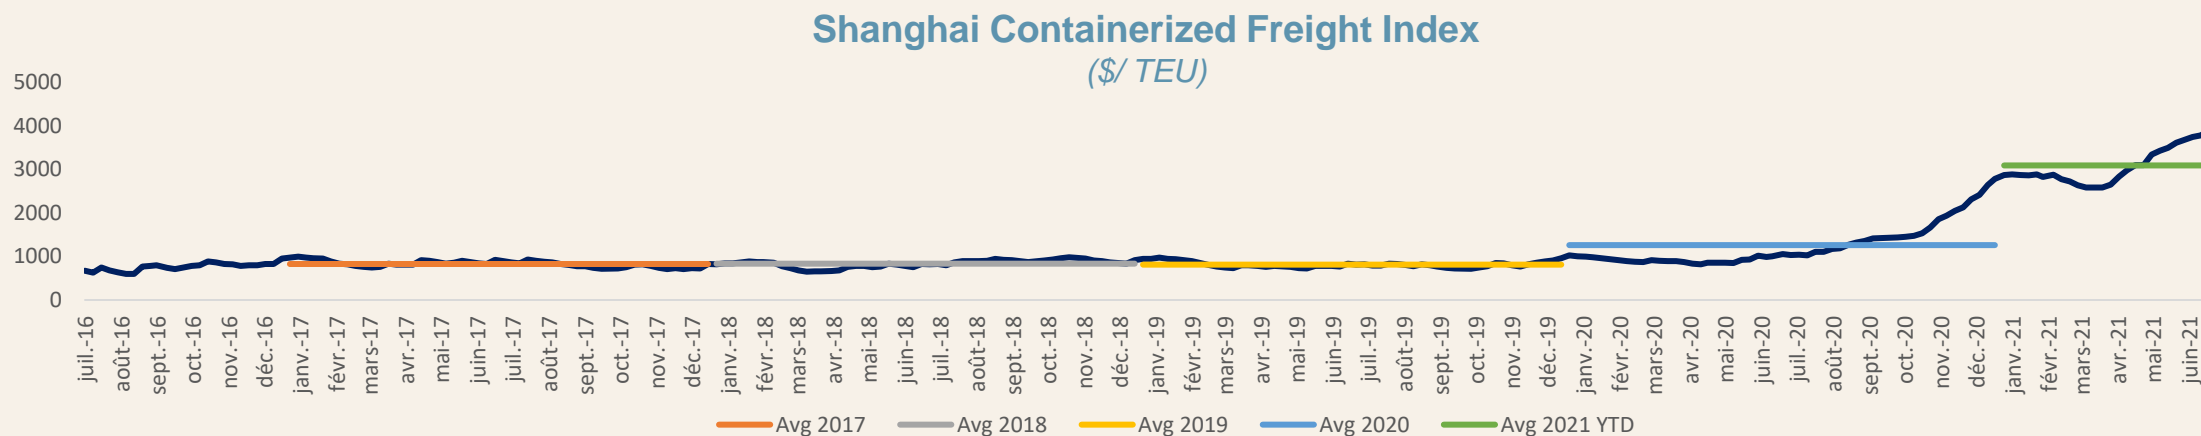 Shanghai Containerized Freight Index
($/ TEU)
5000
4000
3000
2000
1000
0
juil.-16
août-16
sept.-16
oct.-16
nov.-16
déc.-16
janv.-17
févr.-17
mars-17
avr.-17
mai-17
juin-17
juil.-17
août-17
sept.-17
oct.-17
nov.-17
déc.-17
janv.-18
févr.-18
mars-18
avr.-18
mai-18
juin-18
juil.-18
août-18
sept.-18
oct.-18
nov.-18
déc.-18
janv.-19
févr.-19
mars-19
avr.-19
mai-19
juin-19
juil.-19
août-19
sept.-19
oct.-19
nov.-19
déc.-19
janv.-20
févr.-20
mars-20
avr.-20
mai-20
juin-20
juil.-20
août-20
sept.-20
oct.-20
nov.-20
déc.-20
janv.-21
févr.-21
mars-21
avr.-21
mai-21
juin-21
Avg 2017 Avg 2018 Avg 2019 Avg 2020 Avg 2021 YTD